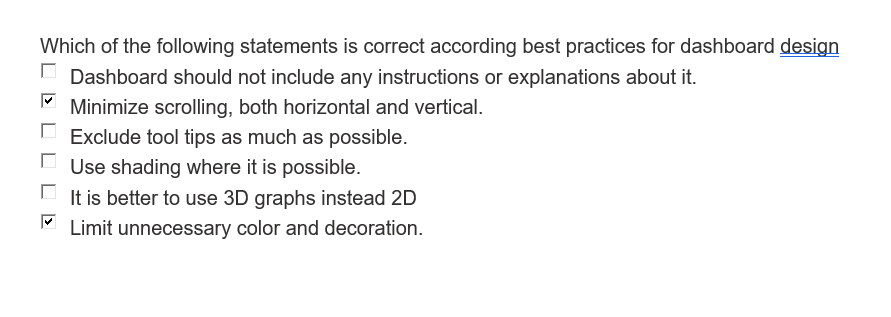 Which of the following statements is correct according best practices for dashboard design
Dashboard should not include any instructions or explanations about it.
Minimize scrolling, both horizontal and vertical.
Exclude tool tips as much as possible.
Use shading where it is possible.
It is better to use 3D graphs instead 2D
Limit unnecessary color and decoration.